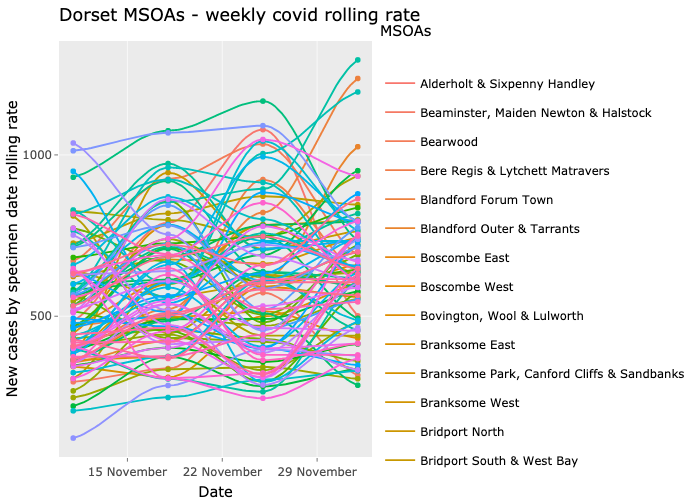 Dorset MSOAs - weekly covid rolling rate
MSOAs
New cases by specimen date rolling rate
1000
500
15 November
22 November
29 November
Date
Alderholt & Sixpenny Handley
Beaminster, Maiden Newton & Halstock
Bearwood
Bere Regis & Lytchett Matravers
Blandford Forum Town
Blandford Outer & Tarrants
Boscombe East
Boscombe West
Bovington, Wool & Lulworth
Branksome East
Branksome Park, Canford Cliffs & Sandbanks
Branksome West
Bridport North
Bridport South & West Bay